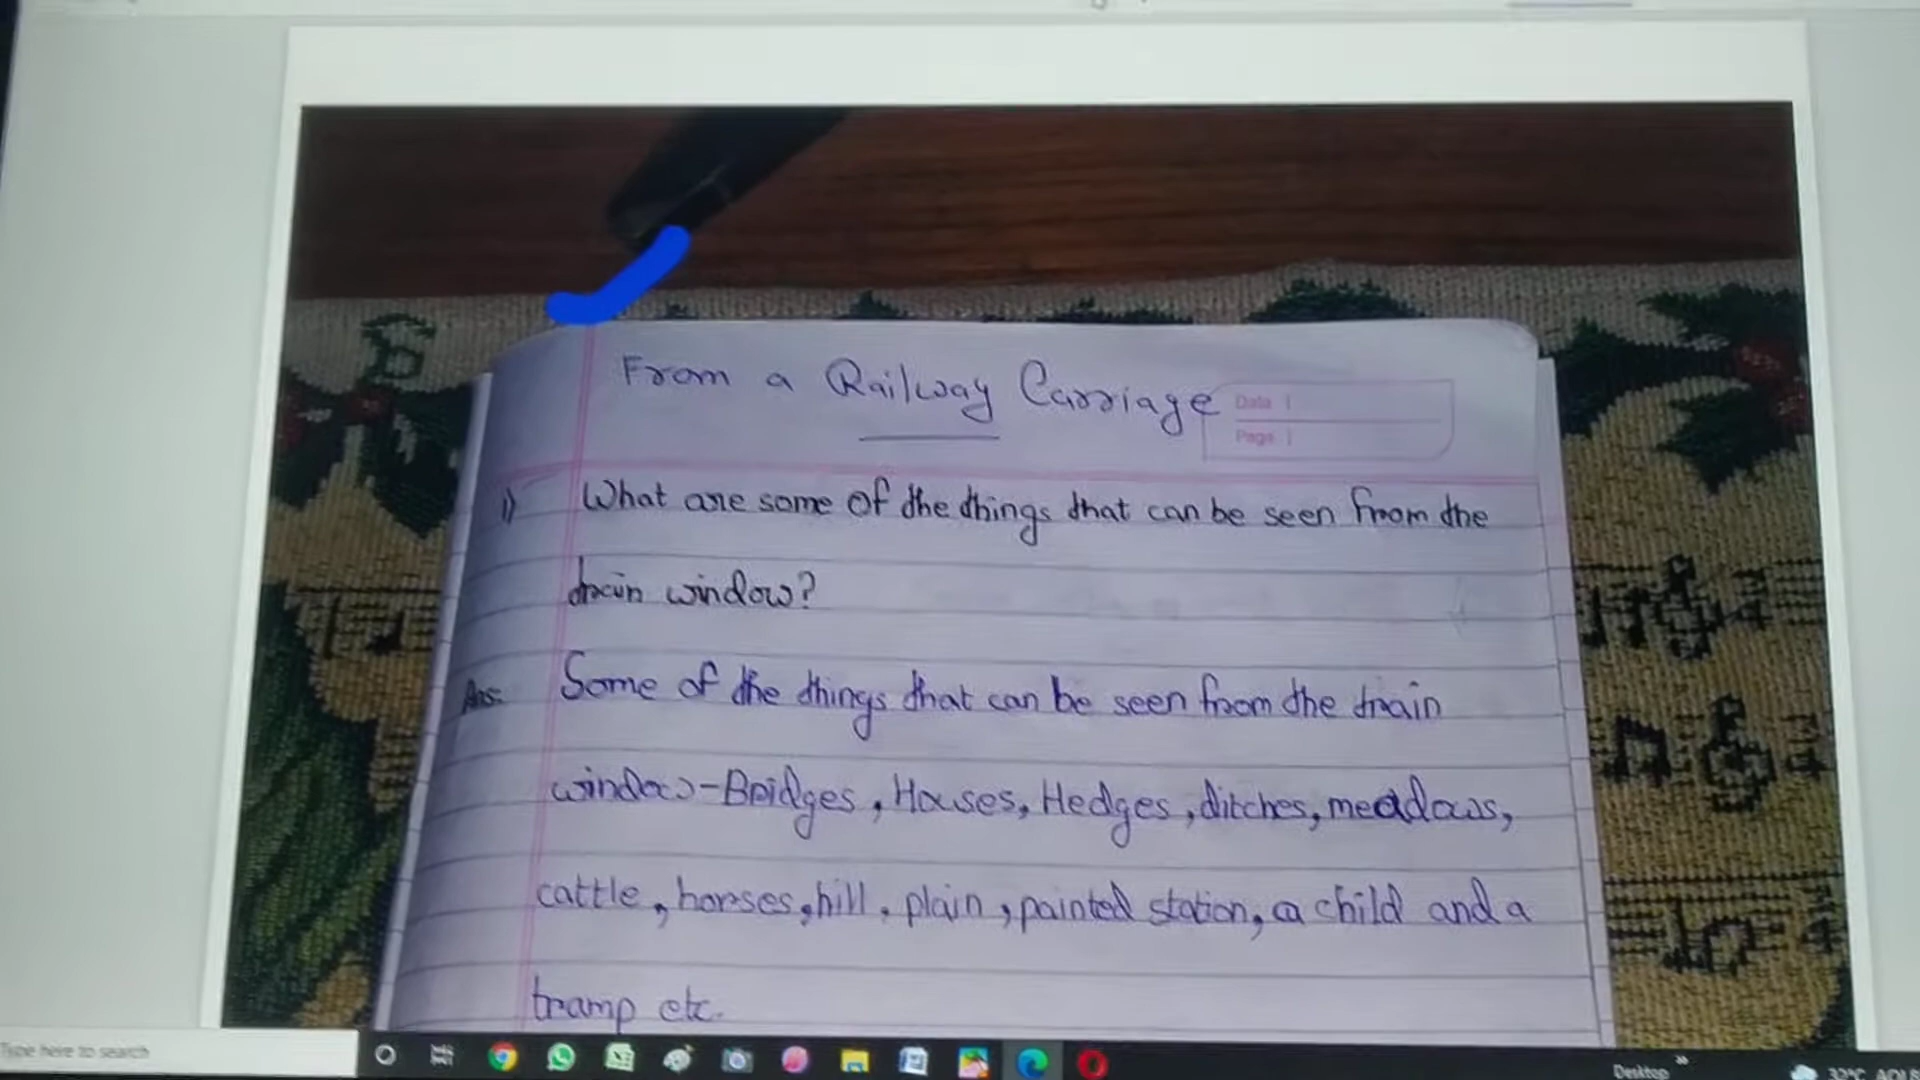 From a Railway Carriage
Data |
Page |
1) What are some of the things that can be seen from the
train window?
Ans: Some of the things that can be seen from the train
window-Bridges, Houses, Hedges, ditches, meadows,
cattle, horses, hill, plain, painted station, a child and a
tramp etc.
Type here to search
Desktop
32°C